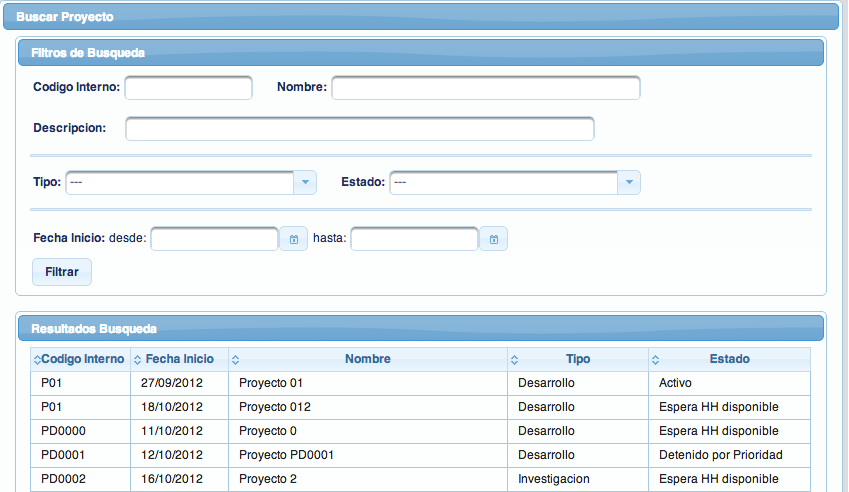 Buscar Proyecto
Filtros de Busqueda
Codigo Interno: Nombre:
Descripcion:
Tipo: --- Estado: ---
Fecha Inicio: desde: hasta:
Filtrar
Resultados Busqueda
Codigo Interno Fecha Inicio Nombre Tipo Estado
P01 27/09/2012 Proyecto 01 Desarrollo Activo
P01 18/10/2012 Proyecto 012 Desarrollo Espera HH disponible
PD0000 11/10/2012 Proyecto 0 Desarrollo Espera HH disponible
PD0001 12/10/2012 Proyecto PD0001 Desarrollo Detenido por Prioridad
PD0002 16/10/2012 Proyecto 2 Investigacion Espera HH disponible